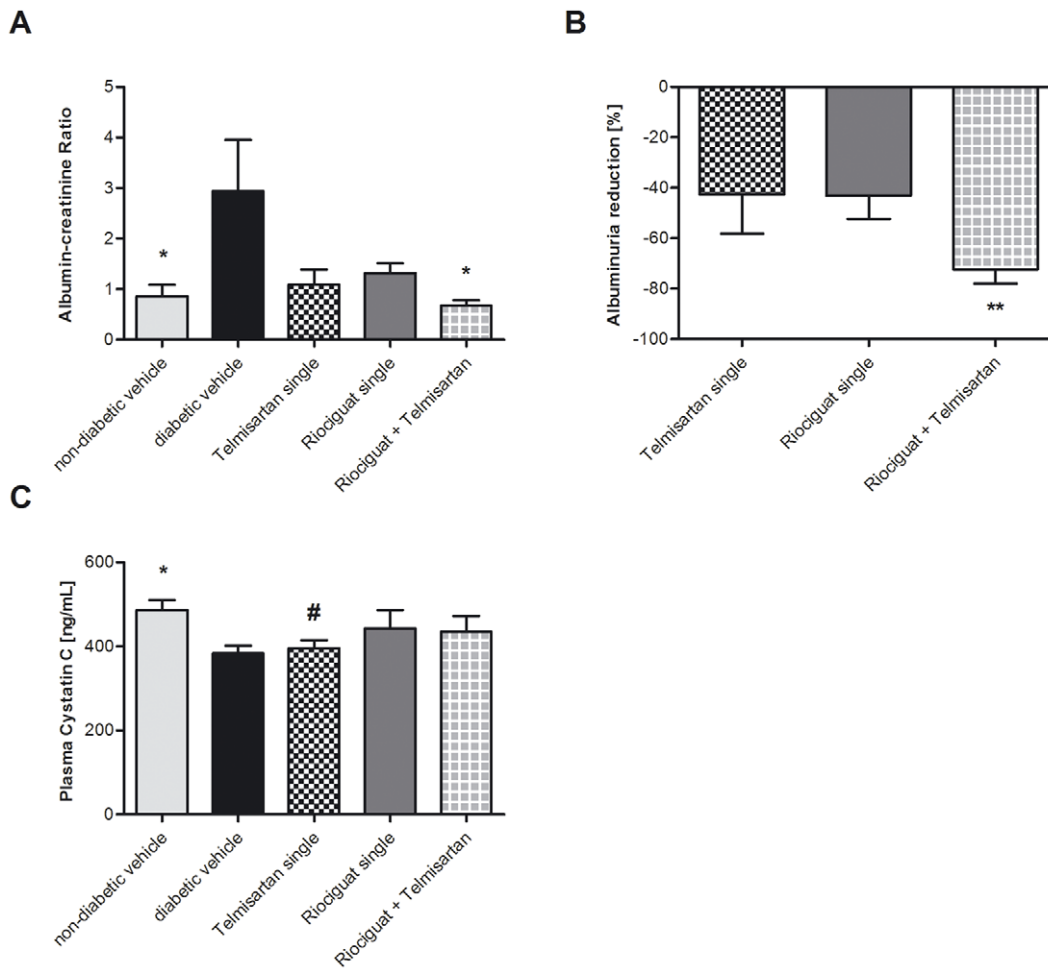 A
Albumin-creatinine Ratio
5
4
3
2
1
0
*
*
non-diabetic vehicle
diabetic vehicle
Telmisartan single
Riociguat single
Riociguat + Telmisartan
B
Albuminuria reduction [%]
0
-20
-40
-60
-80
-100
**
Telmisartan single
Riociguat single
Riociguat + Telmisartan
C
Plasma Cystatin C [ng/mL]
600
400
200
0
*
#
non-diabetic vehicle
diabetic vehicle
Telmisartan single
Riociguat single
Riociguat + Telmisartan